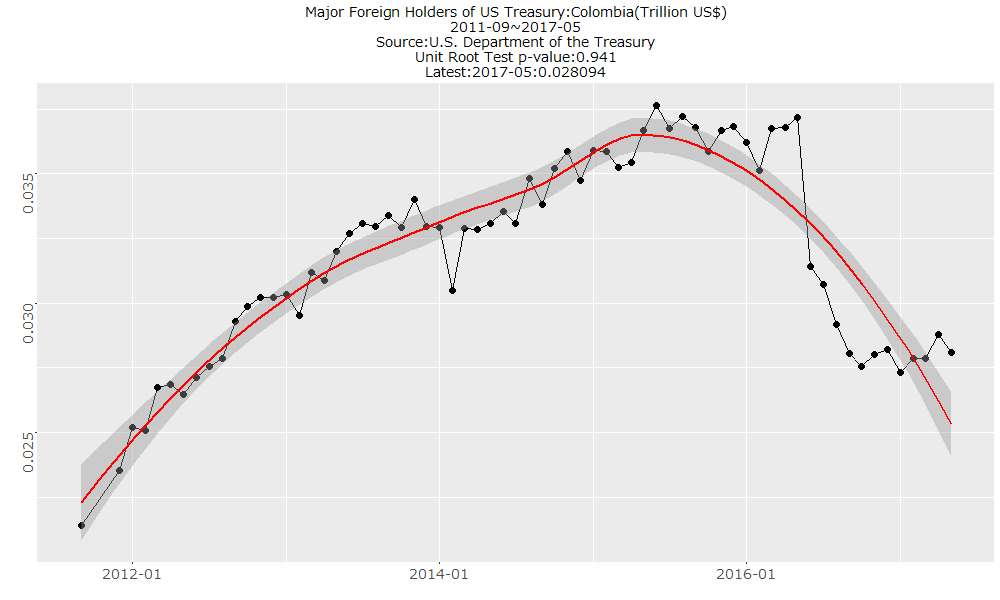 Major Foreign Holders of US Treasury:Colombia(Trillion US$)
2011-09~2017-05
Source:U.S. Department of the Treasury
Unit Root Test p-value:0.941
Latest:2017-05:0.028094
0.035
0.030
0.025
2012-01
2014-01
2016-01